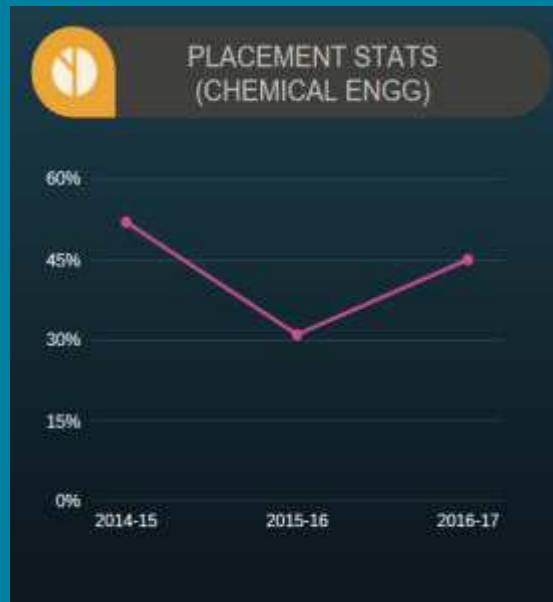 PLACEMENT STATS
(CHEMICAL ENGG)
60%
45%
30%
15%
0%
2014-15 2015-16 2016-17